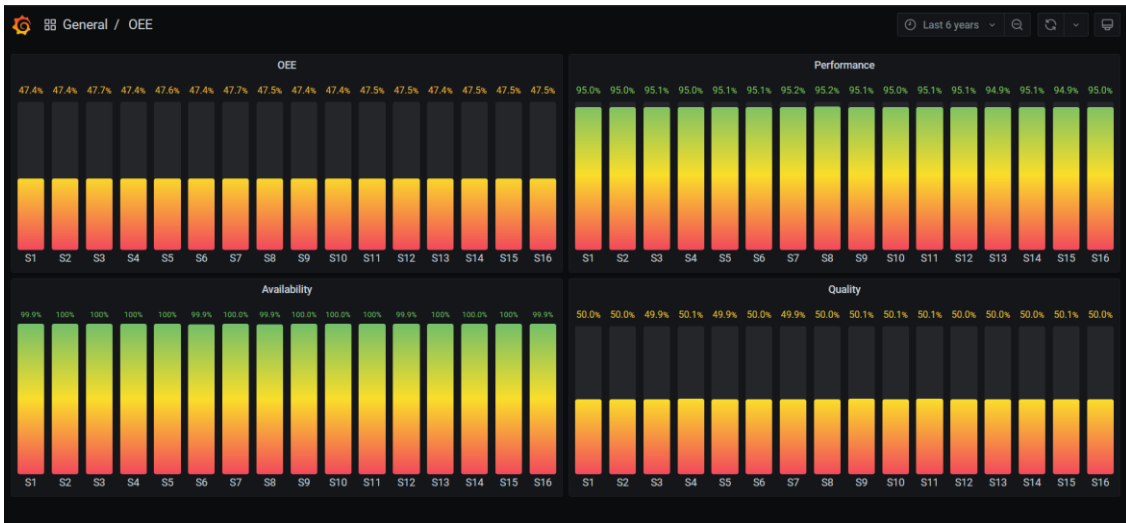 General / OEE Last 6 years
OEE
47.4% 47.4% 47.7% 47.4% 47.6% 47.4% 47.7% 47.5% 47.4% 47.4% 47.5% 47.5% 47.4% 47.5% 47.5% 47.5%
S1 S2 S3 S4 S5 S6 S7 S8 S9 S10 S11 S12 S13 S14 S15 S16
Performance
95.0% 95.0% 95.1% 95.0% 95.1% 95.1% 95.2% 95.2% 95.1% 95.0% 95.1% 95.1% 94.9% 95.1% 94.9% 95.0%
S1 S2 S3 S4 S5 S6 S7 S8 S9 S10 S11 S12 S13 S14 S15 S16
Availability
99.9% 100% 100% 100% 100% 99.9% 100.0% 99.9% 100.0% 100.0% 100% 99.9% 100% 100.0% 100% 99.9%
S1 S2 S3 S4 S5 S6 S7 S8 S9 S10 S11 S12 S13 S14 S15 S16
Quality
50.0% 50.0% 49.9% 50.1% 49.9% 50.0% 49.9% 50.0% 50.1% 50.1% 50.1% 50.0% 50.0% 50.0% 50.1% 50.0%
S1 S2 S3 S4 S5 S6 S7 S8 S9 S10 S11 S12 S13 S14 S15 S16